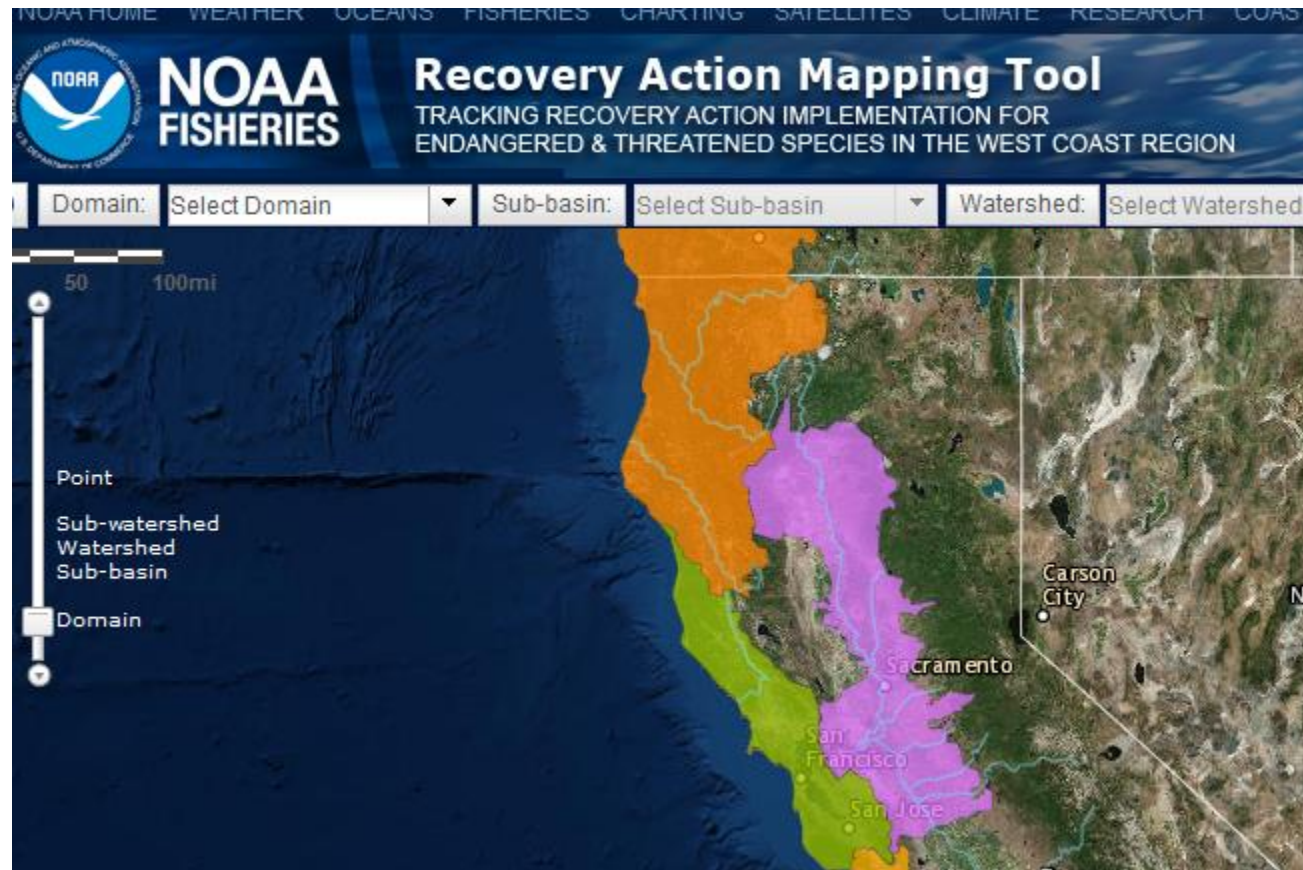 NOAA HOME WEATHER OCEANS FISHERIES CHARTING SATELLITES CLIMATE RESEARCH COAS
NOAA
NOAA
FISHERIES
Recovery Action Mapping Tool
TRACKING RECOVERY ACTION IMPLEMENTATION FOR
ENDANGERED & THREATENED SPECIES IN THE WEST COAST REGION
Domain: Select Domain Sub-basin: Select Sub-basin Watershed: Select Watershed
50 100mi
Point
Sub-watershed
Watershed
Sub-basin
Domain
Carson
City
N
Sacramento
San
Francisco
San Jose